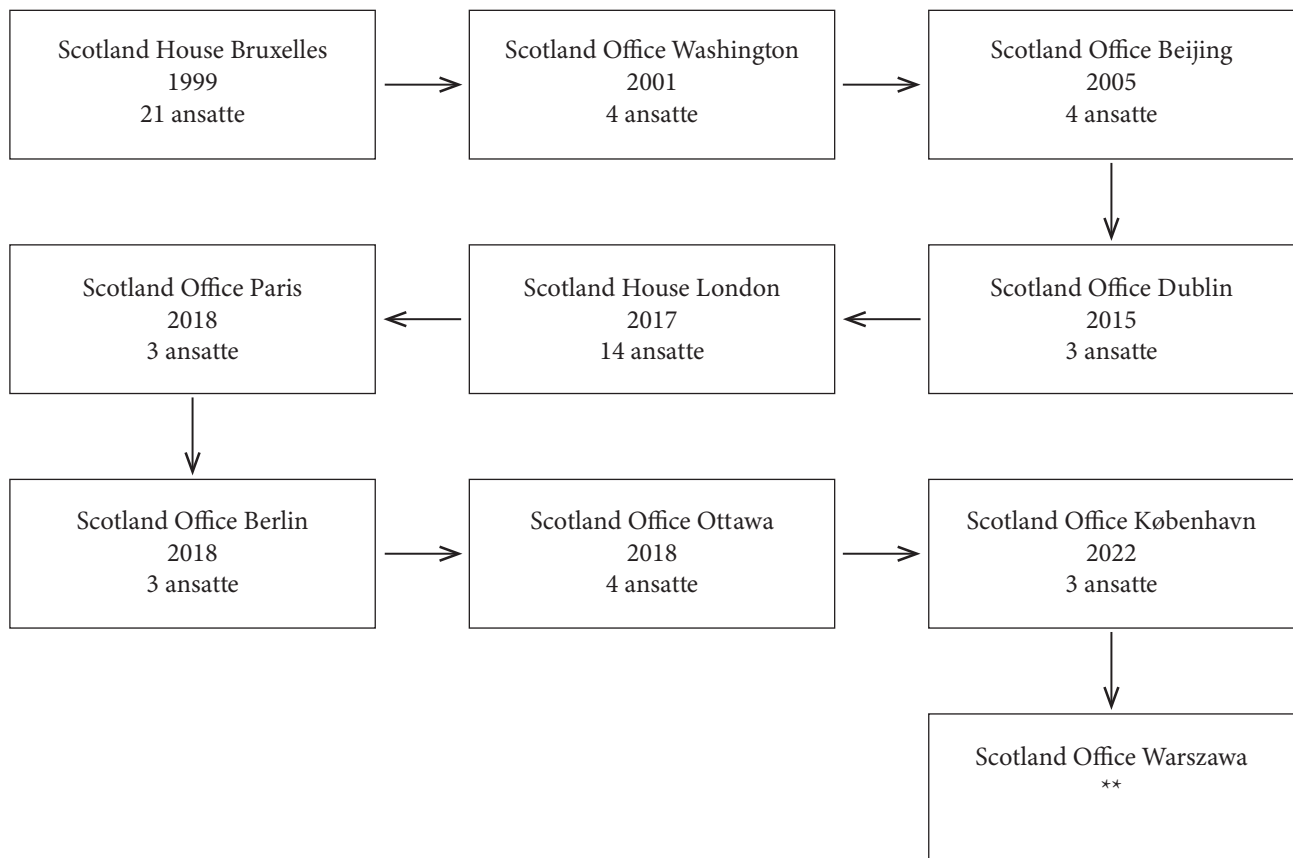 Scotland House Bruxelles
1999
21 ansatte
Scotland Office Washington
2001
4 ansatte
Scotland Office Beijing
2005
4 ansatte
Scotland Office Dublin
2015
3 ansatte
Scotland House London
2017
14 ansatte
Scotland Office Paris
2018
3 ansatte
Scotland Office Berlin
2018
3 ansatte
Scotland Office Ottawa
2018
4 ansatte
Scotland Office København
2022
3 ansatte
Scotland Office Warszawa
**